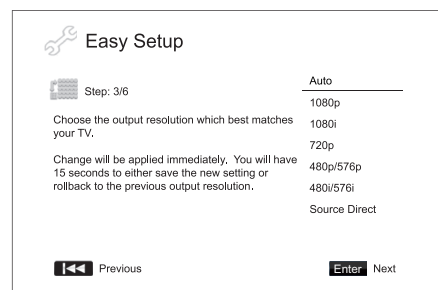 Easy Setup
Step: 3/6
Choose the output resolution which best matches
your TV.
Change will be applied immediately. You will have
15 seconds to either save the new setting or
rollback to the previous output resolution.
Auto
1080p
1080i
720p
480p/576p
480i/576i
Source Direct
Previous
Enter Next